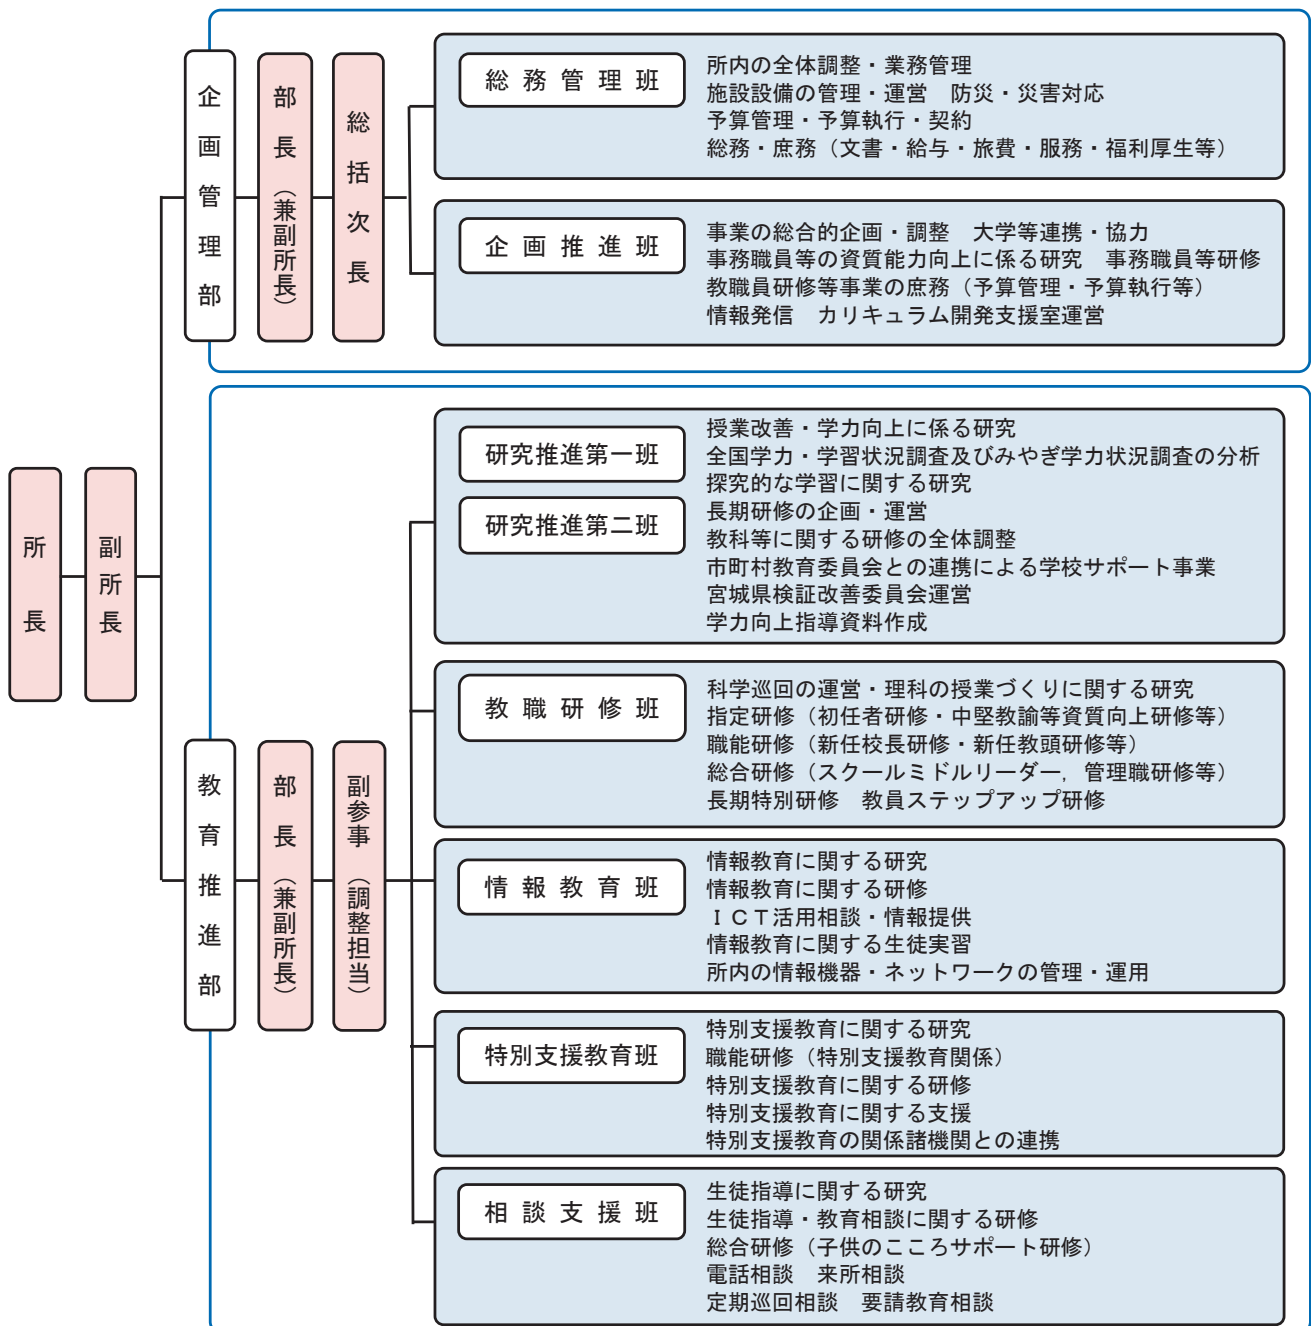 所長
副所長
企画管理部
部長（兼副所長）
総括次長
総務管理班
所内の全体調整・業務管理
施設設備の管理・運営　防災・災害対応
予算管理・予算執行・契約
総務・庶務（文書・給与・旅費・服務・福利厚生等）
企画推進班
事業の総合的企画・調整　大学等連携・協力
事務職員等の資質能力向上に係る研究　事務職員等研修
教職員研修等事業の庶務（予算管理・予算執行等）
情報発信　カリキュラム開発支援室運営
教育推進部
部長（兼副所長）
副参事（調整担当）
研究推進第一班
研究推進第二班
授業改善・学力向上に係る研究
全国学力・学習状況調査及びみやぎ学力状況調査の分析
探究的な学習に関する研究
長期研修の企画・運営
教科等に関する研修の全体調整
市町村教育委員会との連携による学校サポート事業
宮城県検証改善委員会運営
学力向上指導資料作成
教職研修班
科学巡回の運営・理科の授業づくりに関する研究
指定研修（初任者研修・中堅教諭等資質向上研修等）
職能研修（新任校長研修・新任教頭研修等）
総合研修（スクールミドルリーダー，管理職研修等）
長期特別研修　教員ステップアップ研修
情報教育班
情報教育に関する研究
情報教育に関する研修
ＩＣＴ活用相談・情報提供
情報教育に関する生徒実習
所内の情報機器・ネットワークの管理・運用
特別支援教育班
特別支援教育に関する研究
職能研修（特別支援教育関係）
特別支援教育に関する研修
特別支援教育に関する支援
特別支援教育の関係諸機関との連携
相談支援班
生徒指導に関する研究
生徒指導・教育相談に関する研修
総合研修（子供のこころサポート研修）
電話相談　来所相談
定期巡回相談　要請教育相談